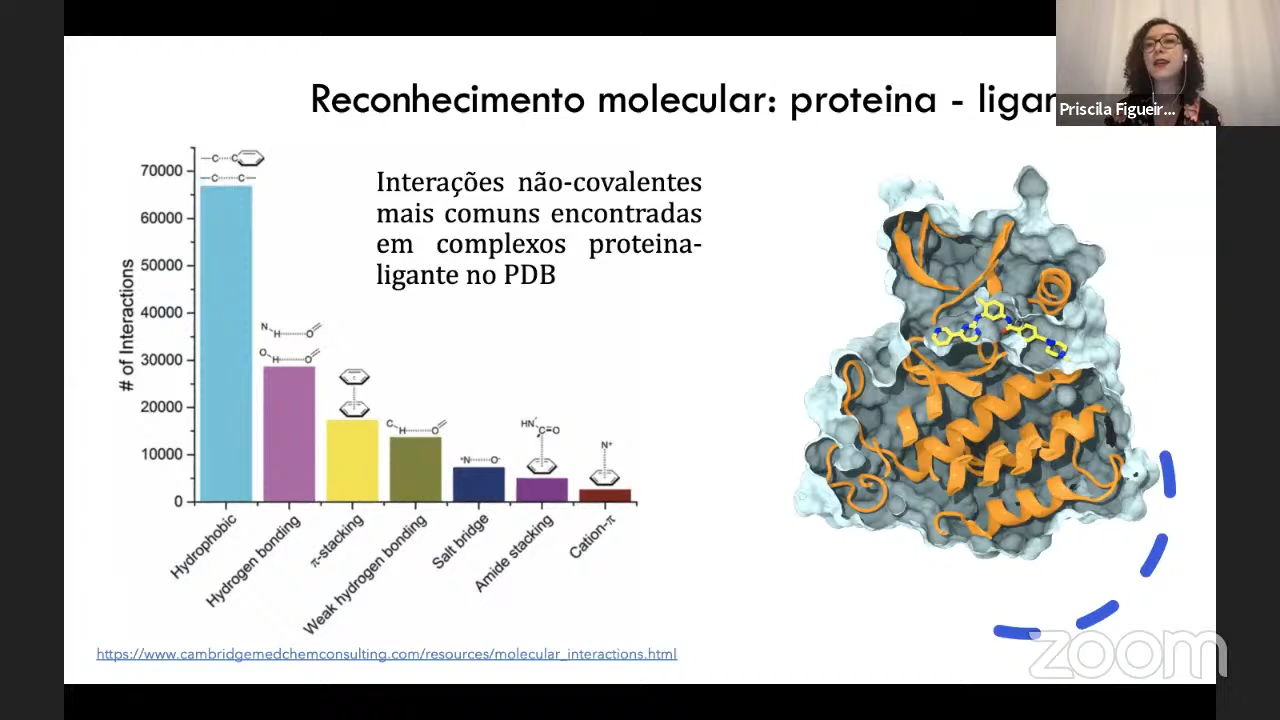 Reconhecimento molecular: proteina - ligan
Priscila Figueir...
Interações não-covalentes
mais comuns encontradas
em complexos proteina-
ligante no PDB
# of Interactions
70000
60000
50000
40000
30000
20000
10000
0
C C
C C
N H O
O H O
C H O
+N O-
HN C=O
N+
Hydrophobic
Hydrogen bonding
π-stacking
Weak hydrogen bonding
Salt bridge
Amide stacking
Cation-π
https://www.cambridgemedchemconsulting.com/resources/molecular_interactions.html
zoom